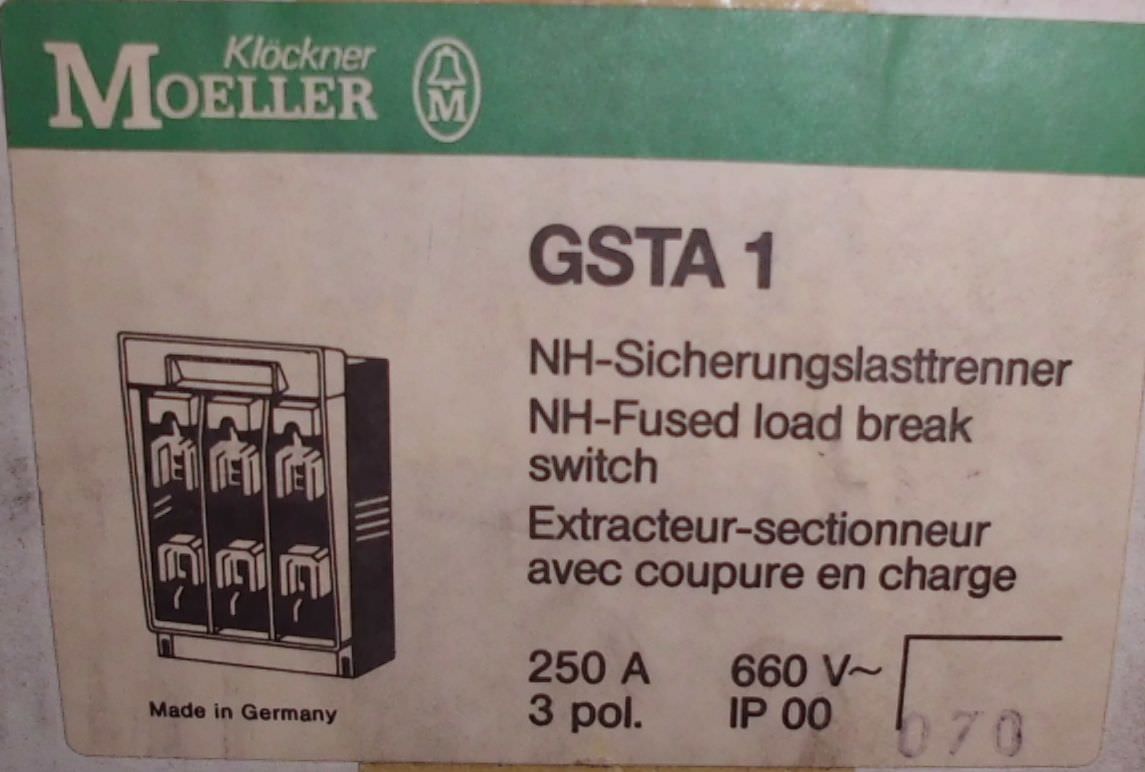 Klöckner
MOELLER
M
GSTA 1
NH-Sicherungslasttrenner
NH-Fused load break
switch
Extracteur-sectionneur
avec coupure en charge
250 A 660 V~
3 pol. IP 00
070
Made in Germany